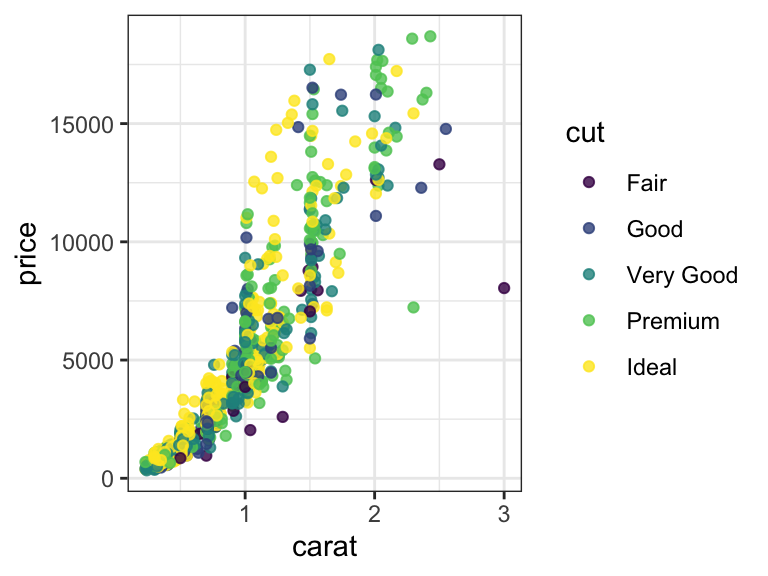 15000
10000
5000
0
price
1
2
3
carat
cut
Fair
Good
Very Good
Premium
Ideal